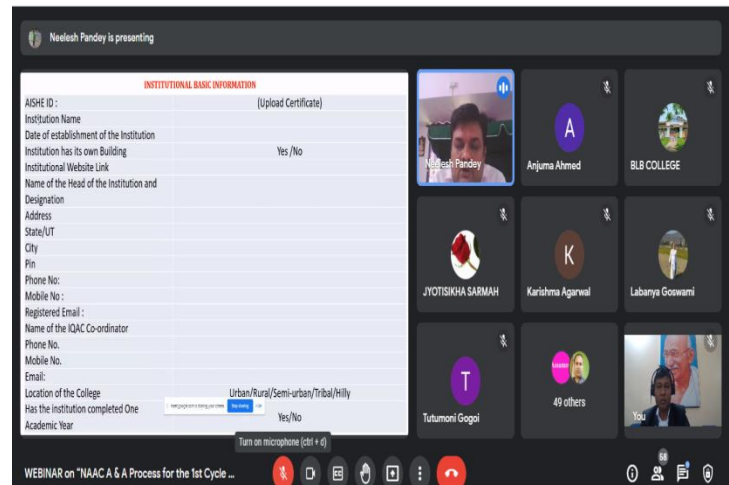 Neelesh Pandey is presenting
INSTITUTIONAL BASIC INFORMATION
AISHE ID : (Upload Certificate)
Institution Name
Date of establishment of the Institution
Institution has its own Building Yes /No
Institutional Website Link
Name of the Head of the Institution and
Designation
Address
State/UT
City
Pin
Phone No:
Mobile No :
Registered Email :
Name of the IQAC Co-ordinator
Phone No.
Mobile No.
Email:
Location of the College Urban/Rural/Semi-urban/Tribal/Hilly
Has the institution completed One
Academic Year Yes/No
Stop sharing
Neelesh Pandey
A
Anjuma Ahmed
BLB COLLEGE
JYOTISIKHA SARMAH
K
Karishma Agarwal
Labanya Goswami
T
Tutumoni Gogoi
49 others
You
Turn on microphone (ctrl + d)
WEBINAR on "NAAC A & A Process for the 1st Cycle ...
58